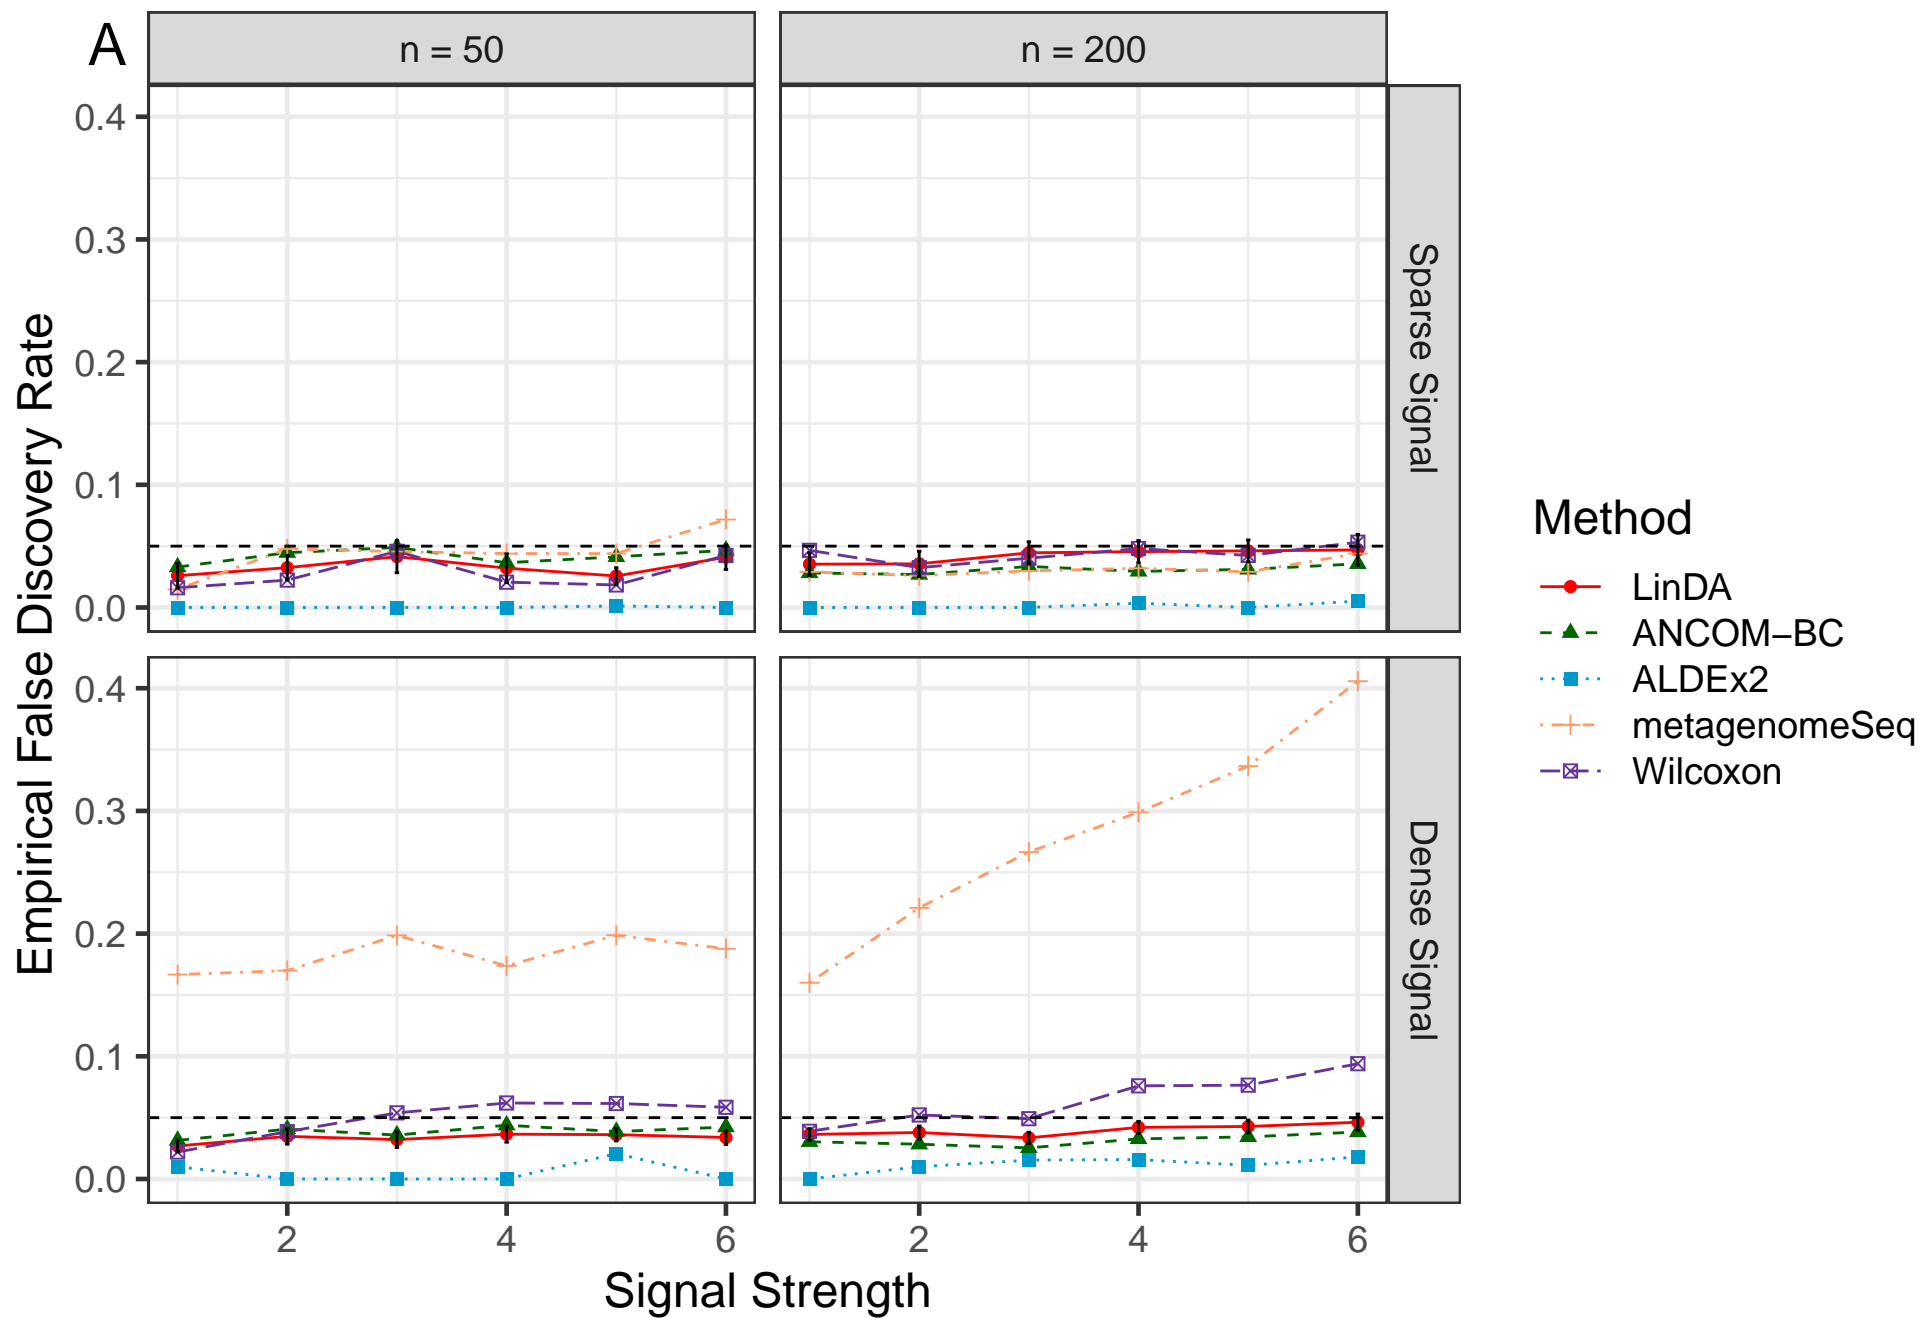 A
n = 50
n = 200
Empirical False Discovery Rate
0.4
0.3
0.2
0.1
0.0
Sparse Signal
0.4
0.3
0.2
0.1
0.0
Dense Signal
2
4
6
2
4
6
Signal Strength
Method
LinDA
ANCOM−BC
ALDEx2
metagenomeSeq
Wilcoxon